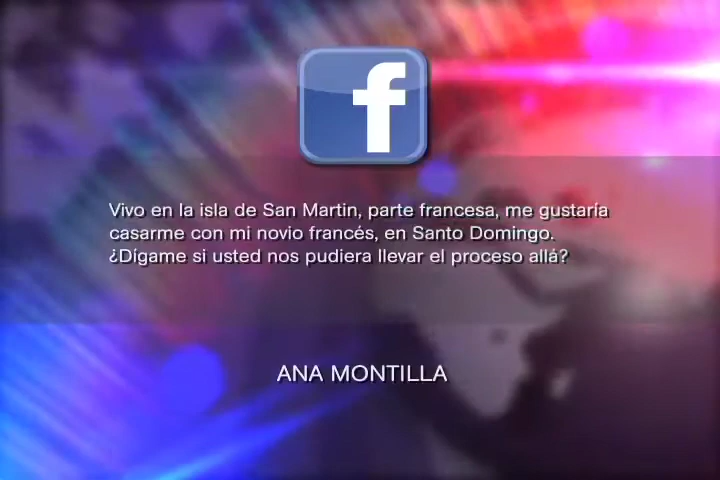 f
Vivo en la isla de San Martin, parte francesa, me gustaría
casarme con mi novio francés, en Santo Domingo.
¿Dígame si usted nos pudiera llevar el proceso allá?
ANA MONTILLA